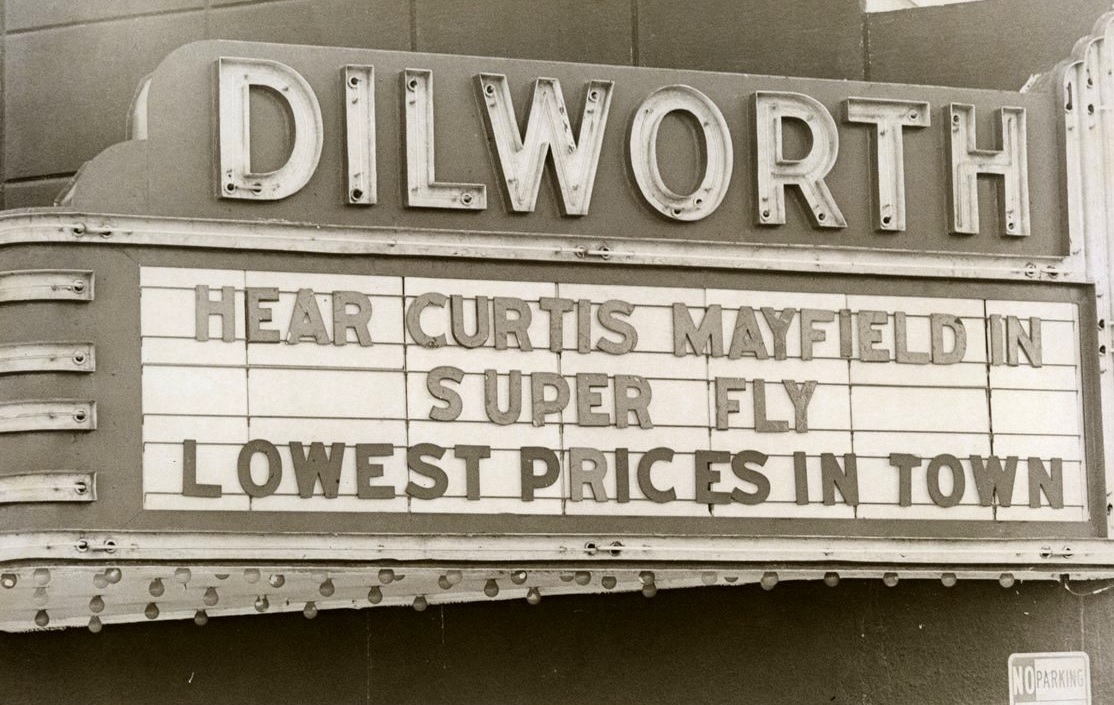 DILWORTH
HEAR CURTIS MAYFIELD IN
SUPER FLY
LOWEST PRICES IN TOWN
NO PARKING